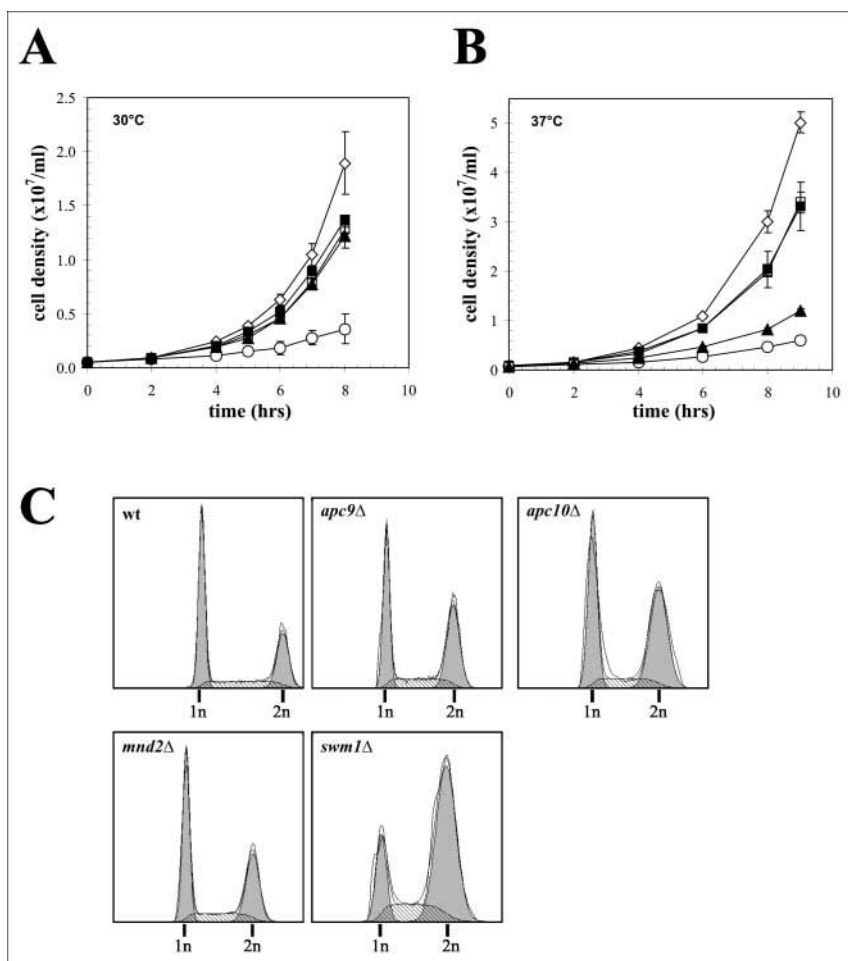 A
B
30°C
2.5
2.0
1.5
1.0
0.5
0.0
cell density (x10⁷/ml)
0 2 4 6 8 10
time (hrs)
37°C
5
4
3
2
1
0
cell density (x10⁷/ml)
0 2 4 6 8 10
time (hrs)
C
wt
1n 2n
apc9Δ
1n 2n
apc10Δ
1n 2n
mnd2Δ
1n 2n
swm1Δ
1n 2n